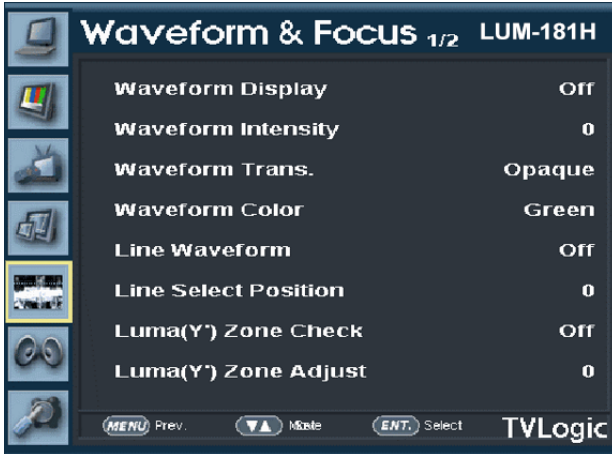 Waveform & Focus 1/2 LUM-181H
Waveform Display Off
Waveform Intensity 0
Waveform Trans. Opaque
Waveform Color Green
Line Waveform Off
Line Select Position 0
Luma(Y') Zone Check Off
Luma(Y') Zone Adjust 0
MENU Prev. ▼▲ ENT. Select TVLogic